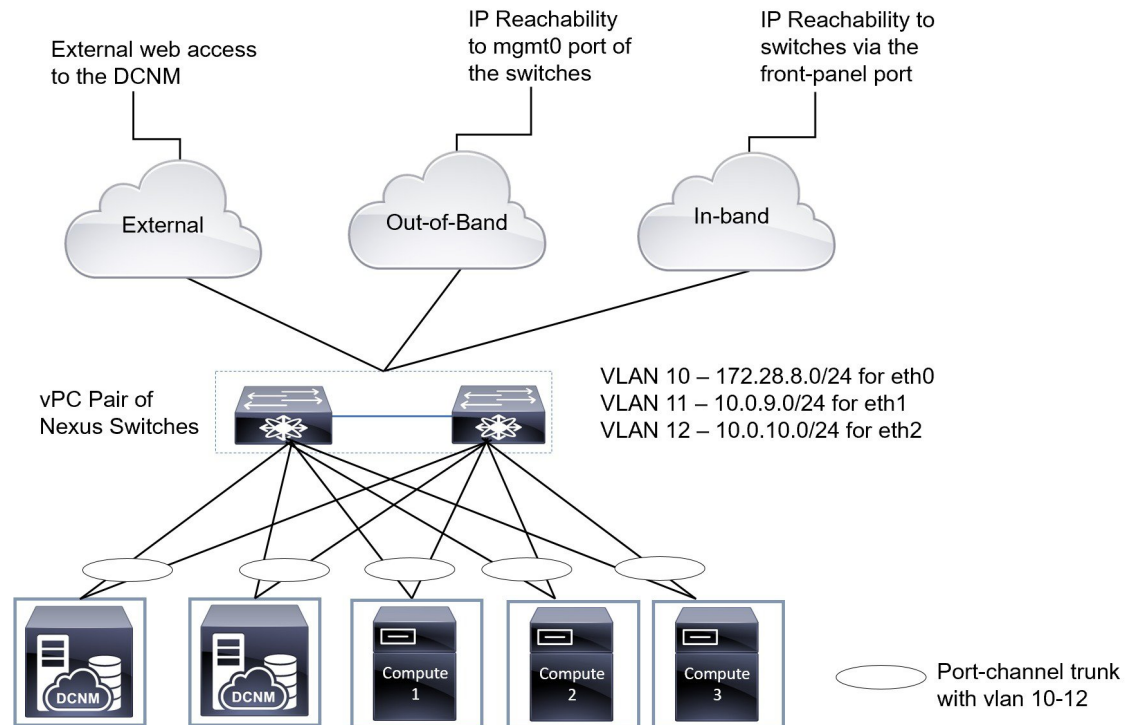 External web access
to the DCNM
IP Reachability
to mgmt0 port of
the switches
IP Reachability to
switches via the
front-panel port
External
Out-of-Band
In-band
vPC Pair of
Nexus Switches
VLAN 10 – 172.28.8.0/24 for eth0
VLAN 11 – 10.0.9.0/24 for eth1
VLAN 12 – 10.0.10.0/24 for eth2
DCNM
DCNM
Compute
1
Compute
2
Compute
3
Port-channel trunk
with vlan 10-12